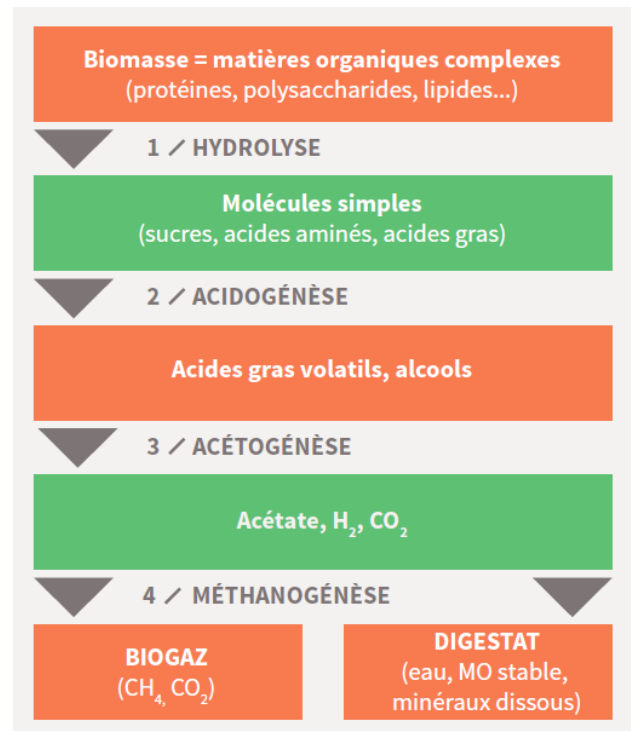 Biomasse = matières organiques complexes
(protéines, polysaccharides, lipides...)
1 / HYDROLYSE
Molécules simples
(sucres, acides aminés, acides gras)
2 / ACIDOGÉNÈSE
Acides gras volatils, alcools
3 / ACÉTOGÉNÈSE
Acétate, H₂, CO₂
4 / MÉTHANOGÉNÈSE
BIOGAZ
(CH₄, CO₂)
DIGESTAT
(eau, MO stable,
minéraux dissous)